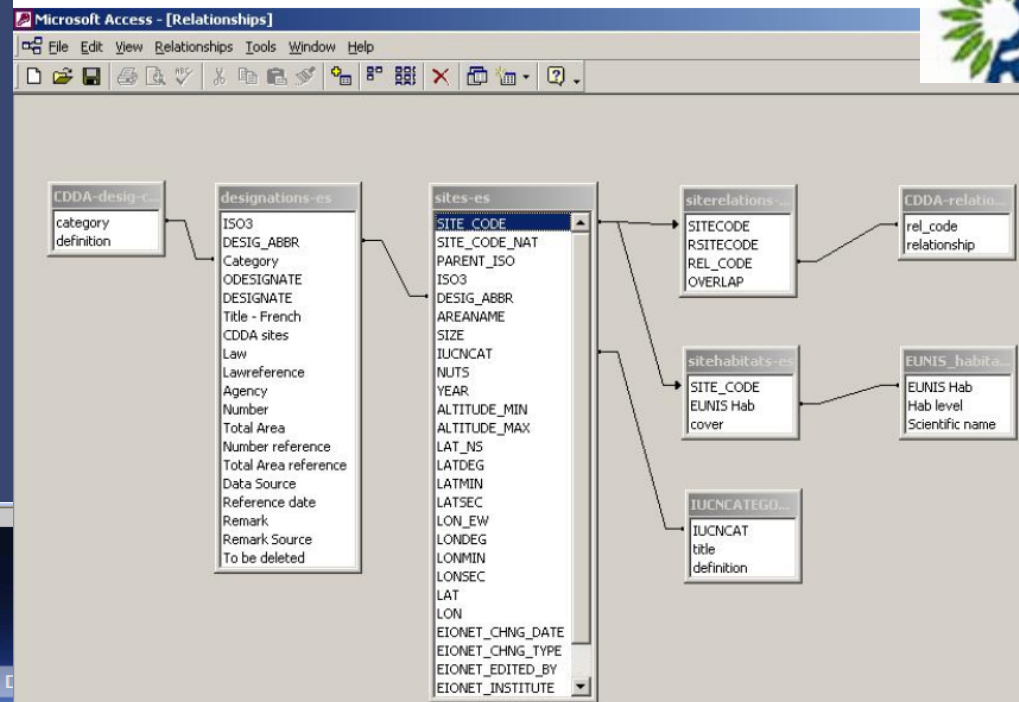 Microsoft Access - [Relationships]
File Edit View Relationships Tools Window Help
CDDA-desig-c...
category
definition
designations-es
ISO3
DESIG_ABBR
Category
ODESIGNATE
DESIGNATE
Title - French
CDDA sites
Law
Lawreference
Agency
Number
Total Area
Number reference
Total Area reference
Data Source
Reference date
Remark
Remark Source
To be deleted
sites-es
SITE_CODE
SITE_CODE_NAT
PARENT_ISO
ISO3
DESIG_ABBR
AREANAME
SIZE
IUCNCAT
NUTS
YEAR
ALTITUDE_MIN
ALTITUDE_MAX
LAT_NS
LATDEG
LATMIN
LATSEC
LON_EW
LONDEG
LONMIN
LONSEC
LAT
LON
EIONET_CHNG_DATE
EIONET_CHNG_TYPE
EIONET_EDITED_BY
EIONET_INSTITUTE
siterelations-...
SITECODE
RSITECODE
REL_CODE
OVERLAP
CDDA-relatio...
rel_code
relationship
sitehabitats-es
SITE_CODE
EUNIS Hab
cover
EUNIS_habita...
EUNIS Hab
Hab level
Scientific name
IUCNCATEGO...
IUCNCAT
title
definition